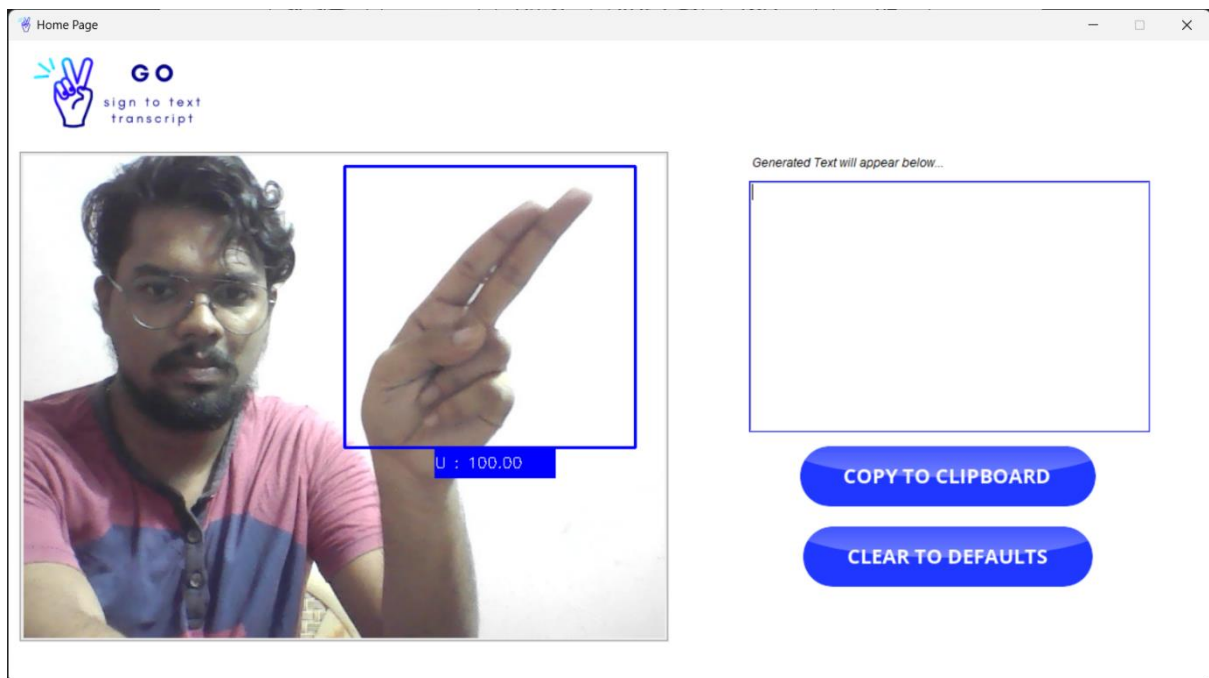 Home Page
GO
sign to text
transcript
Generated Text will appear below...
U : 100.00
COPY TO CLIPBOARD
CLEAR TO DEFAULTS